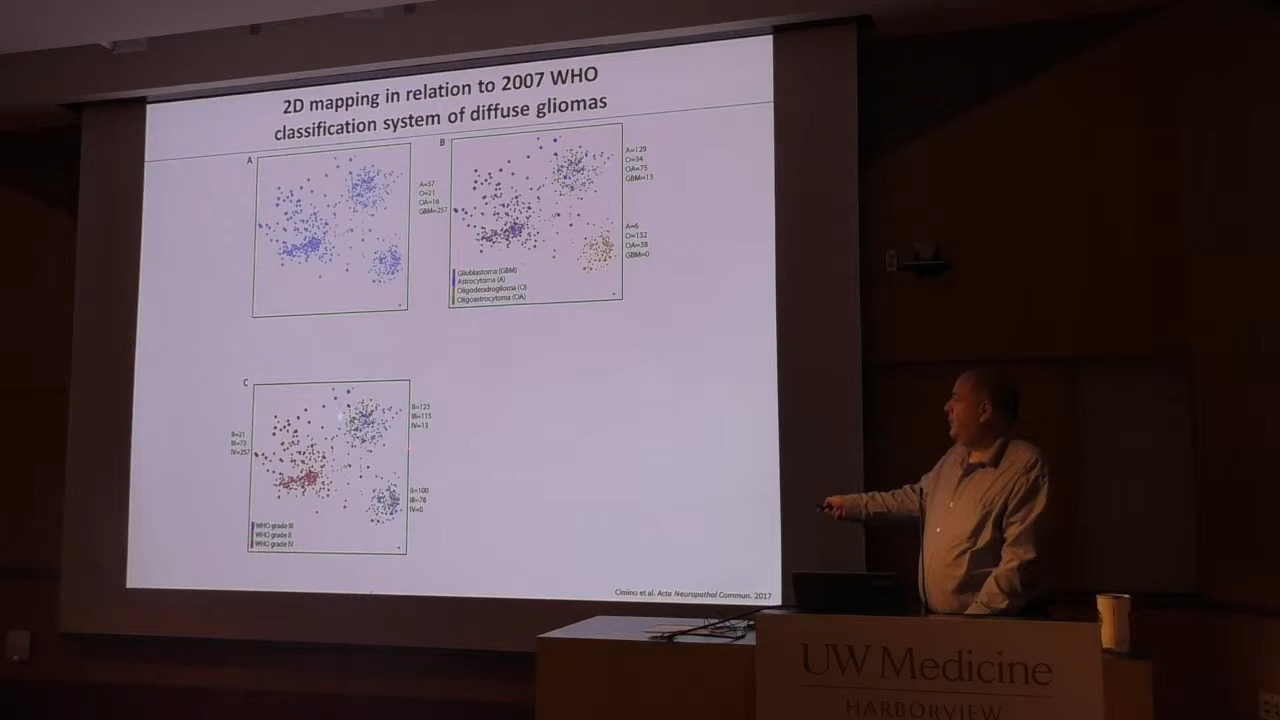 2D mapping in relation to 2007 WHO
classification system of diffuse gliomas
A
A=57
O=21
OA=16
GBM=257
B
A=129
O=34
OA=75
GBM=13
A=6
O=132
OA=38
GBM=0
Glioblastoma (GBM)
Astrocytoma (A)
Oligodendroglioma (O)
Oligoastrocytoma (OA)
C
II=21
III=73
IV=257
II=123
III=115
IV=13
II=100
III=76
IV=0
WHO grade III
WHO grade II
WHO grade IV
Cimino et al. Acta Neuropathol Commun. 2017
UW Medicine
HARBORVIEW